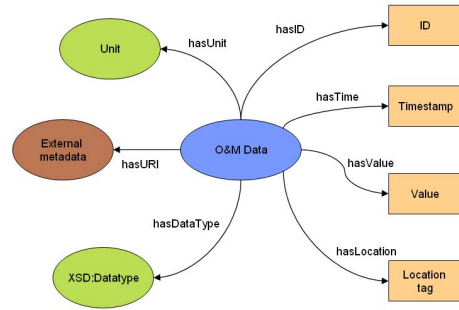 Unit
hasUnit
hasID
ID
hasTime
Timestamp
External
metadata
hasURI
O&M Data
hasValue
Value
hasDataType
XSD:Datatype
hasLocation
Location
tag